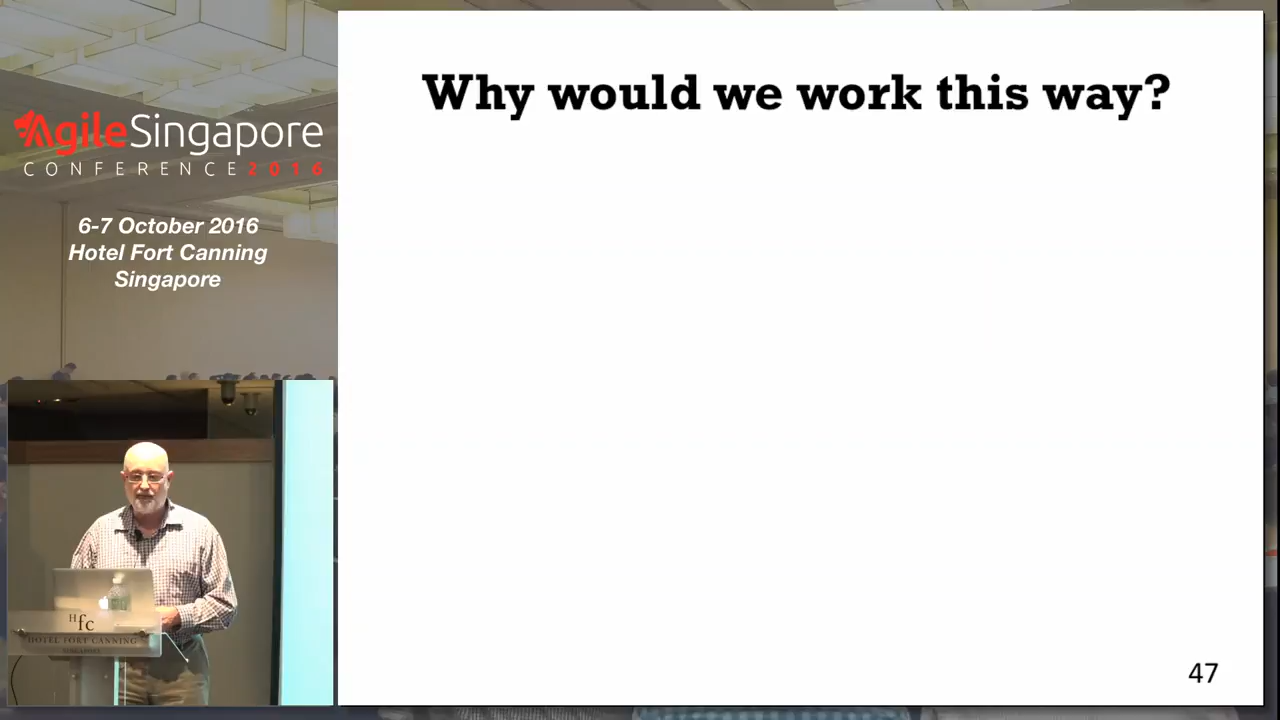 AgileSingapore
CONFERENCE 2016
6-7 October 2016
Hotel Fort Canning
Singapore
Why would we work this way?
Hfc
HOTEL FORT CANNING
SINGAPORE
47